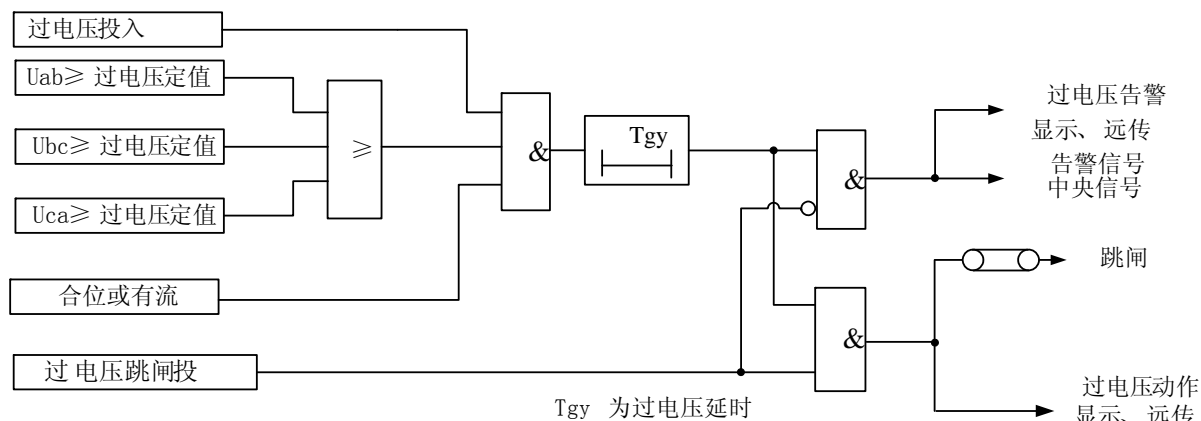 过电压投入
Uab≥ 过电压定值
Ubc≥ 过电压定值
Uca≥ 过电压定值
≥
合位或有流
过电压跳闸投
&
Tgy
&
&
过电压告警
显示、远传
告警信号
中央信号
跳闸
过电压动作
显示、远传
Tgy 为过电压延时